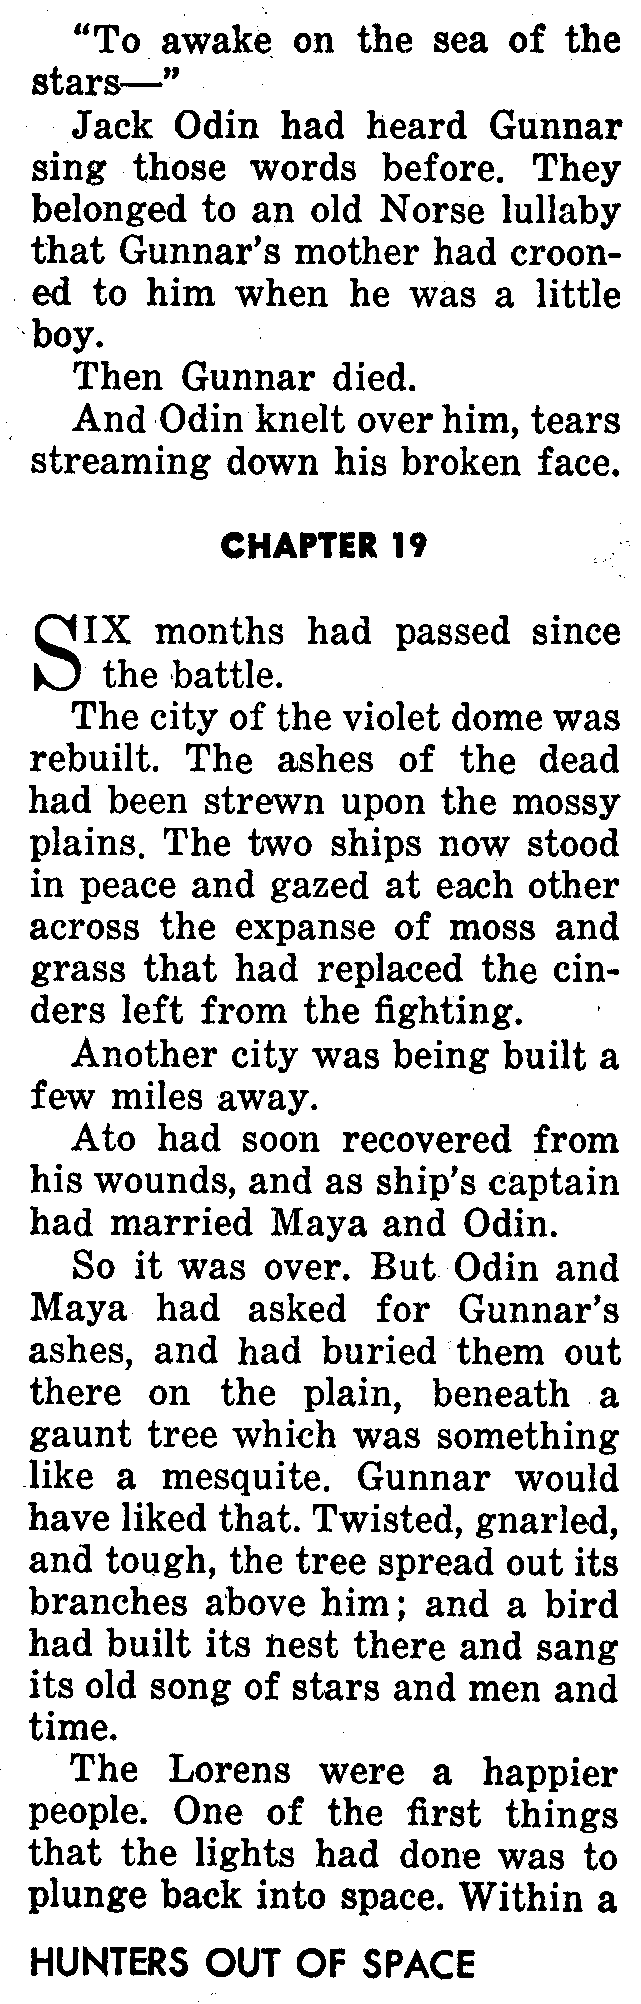 “To awake on the sea of the
stars—”
Jack Odin had heard Gunnar
sing those words before. They
belonged to an old Norse lullaby
that Gunnar's mother had croon-
ed to him when he was a little
boy.
Then Gunnar died.
And Odin knelt over him, tears
streaming down his broken face.
CHAPTER 19
SIX months had passed since
the battle.
The city of the violet dome was
rebuilt. The ashes of the dead
had been strewn upon the mossy
plains. The two ships now stood
in peace and gazed at each other
across the expanse of moss and
grass that had replaced the cin-
ders left from the fighting.
Another city was being built a
few miles away.
Ato had soon recovered from
his wounds, and as ship's captain
had married Maya and Odin.
So it was over. But Odin and
Maya had asked for Gunnar's
ashes, and had buried them out
there on the plain, beneath a
gaunt tree which was something
like a mesquite. Gunnar would
have liked that. Twisted, gnarled,
and tough, the tree spread out its
branches above him; and a bird
had built its nest there and sang
its old song of stars and men and
time.
The Lorens were a happier
people. One of the first things
that the lights had done was to
plunge back into space. Within a
HUNTERS OUT OF SPACE